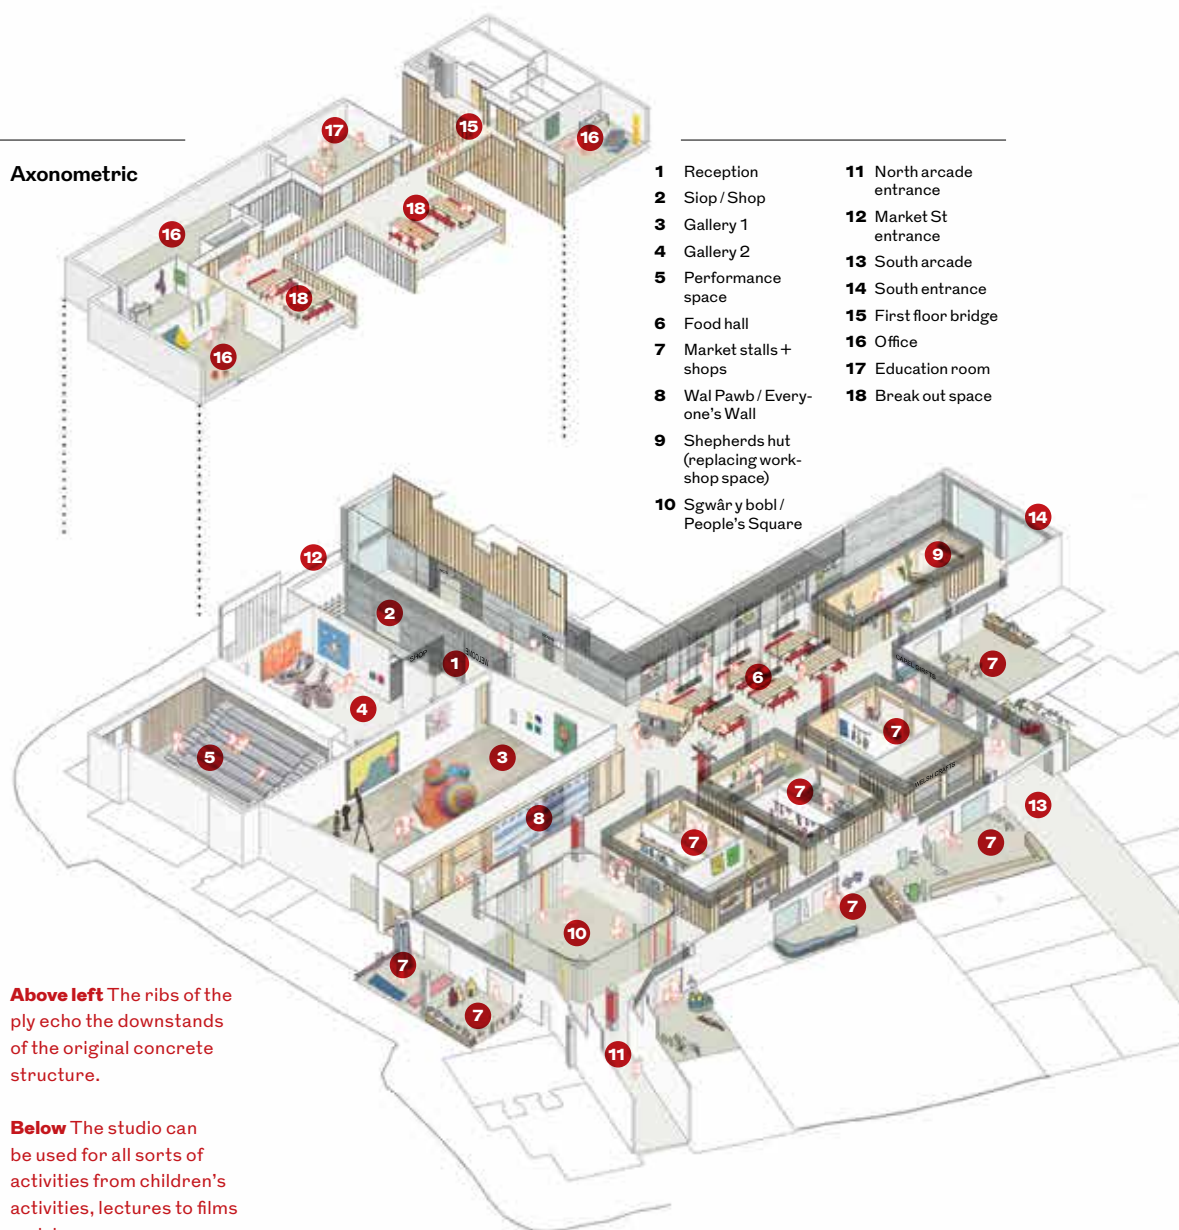 Axonometric
1 Reception
2 Siop / Shop
3 Gallery 1
4 Gallery 2
5 Performance
space
6 Food hall
7 Market stalls +
shops
8 Wal Pawb / Every-
one's Wall
9 Shepherds hut
(replacing work-
shop space)
10 Sgwâr y bobl /
People's Square
11 North arcade
entrance
12 Market St
entrance
13 South arcade
14 South entrance
15 First floor bridge
16 Office
17 Education room
18 Break out space
15
17
16
18
16
18
16
14
12
9
2
SHOP
WELCOME
1
7
CAPEL CRAFTS
6
4
7
5
3
WELSH CRAFTS
7
13
8
7
7
7
10
7
7
11
Above left The ribs of the
ply echo the downstands
of the original concrete
structure.
Below The studio can
be used for all sorts of
activities from children's
activities, lectures to films